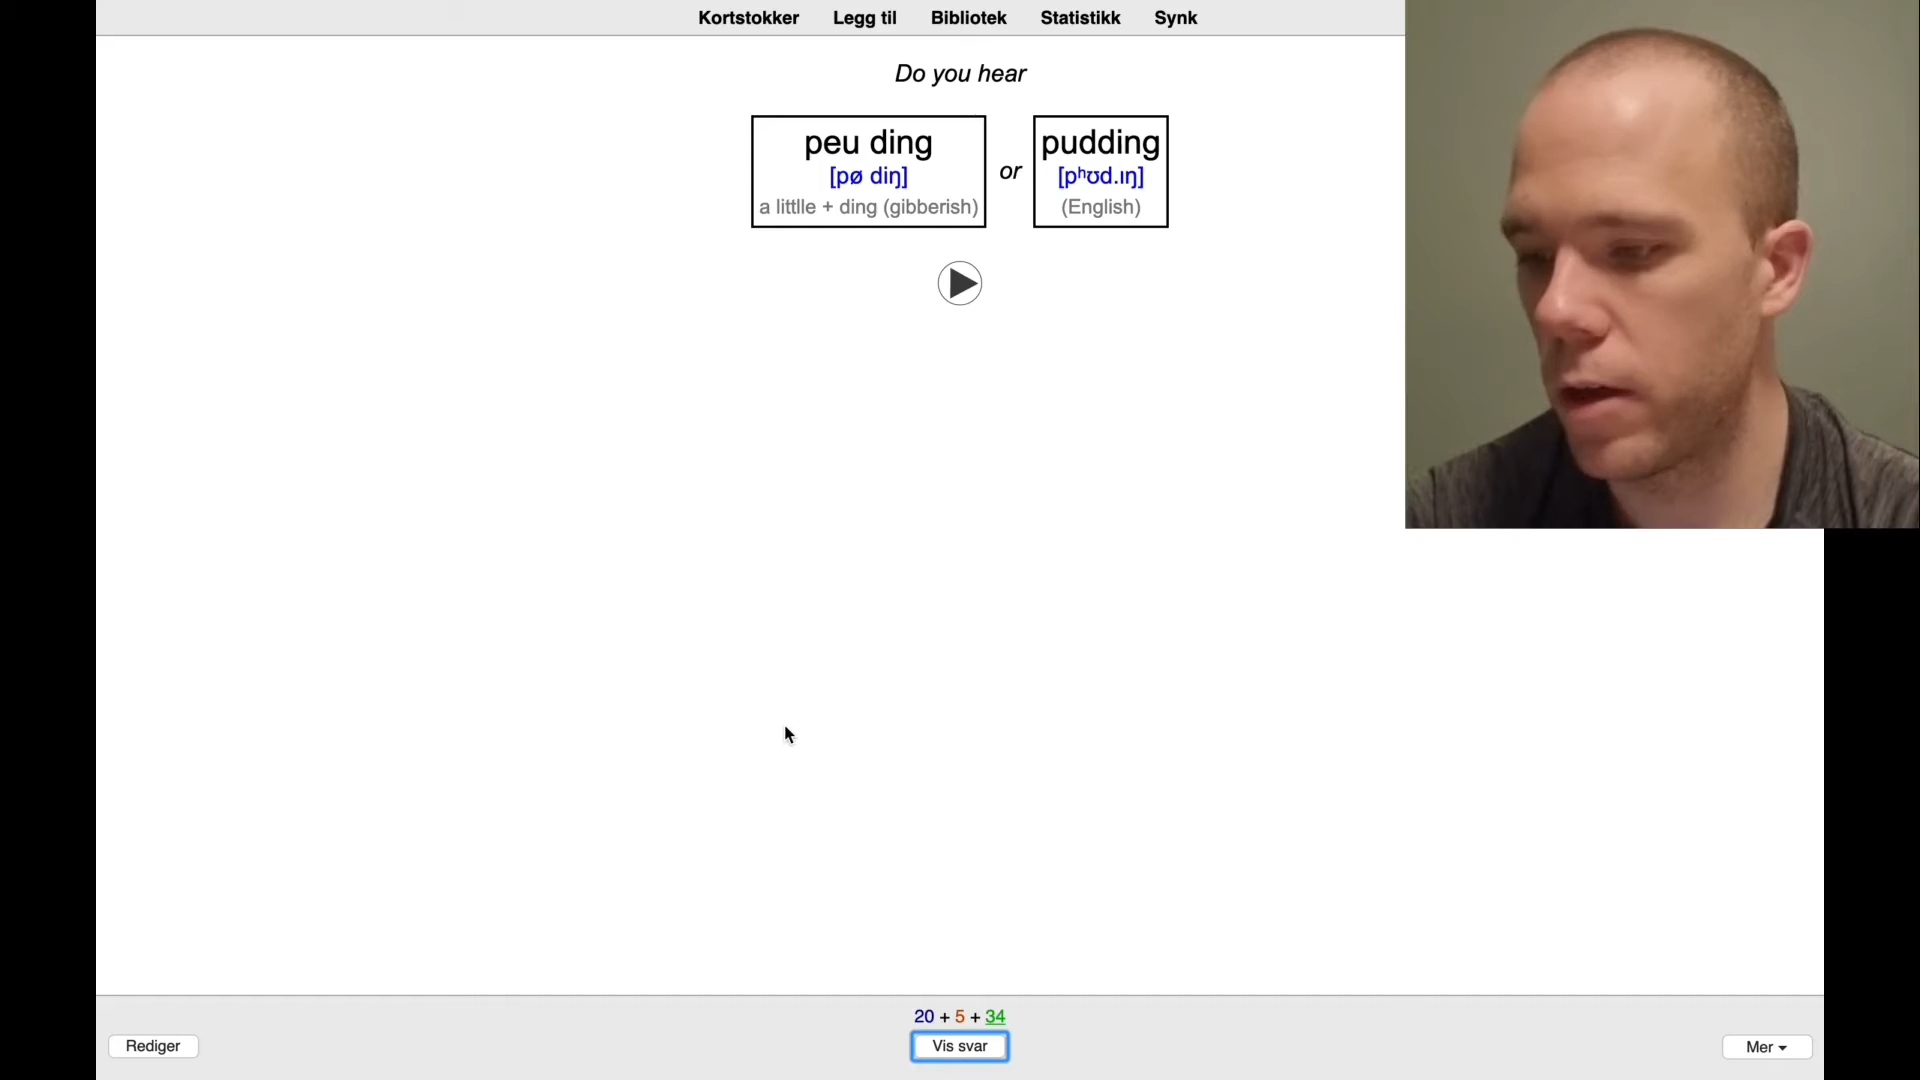 Kortstokker Legg til Bibliotek Statistikk Synk
Do you hear
peu ding
[pø diŋ]
a littlle + ding (gibberish)
or
pudding
[pʰʊd.ıŋ]
(English)
20 + 5 + 34
Rediger
Vis svar
Mer